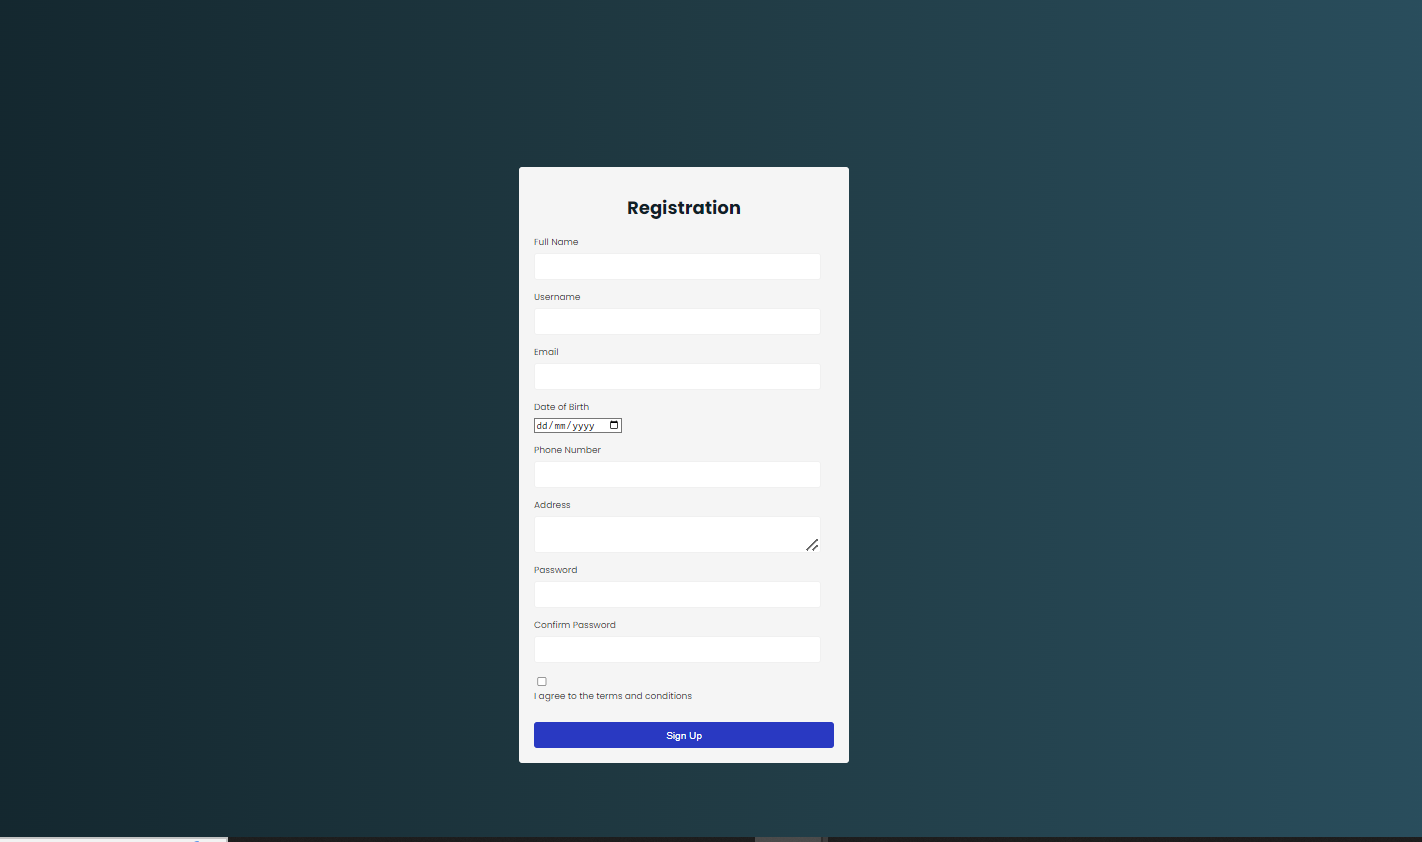 Registration
Full Name
Username
Email
Date of Birth
dd/mm/yyyy
Phone Number
Address
Password
Confirm Password
I agree to the terms and conditions
Sign Up